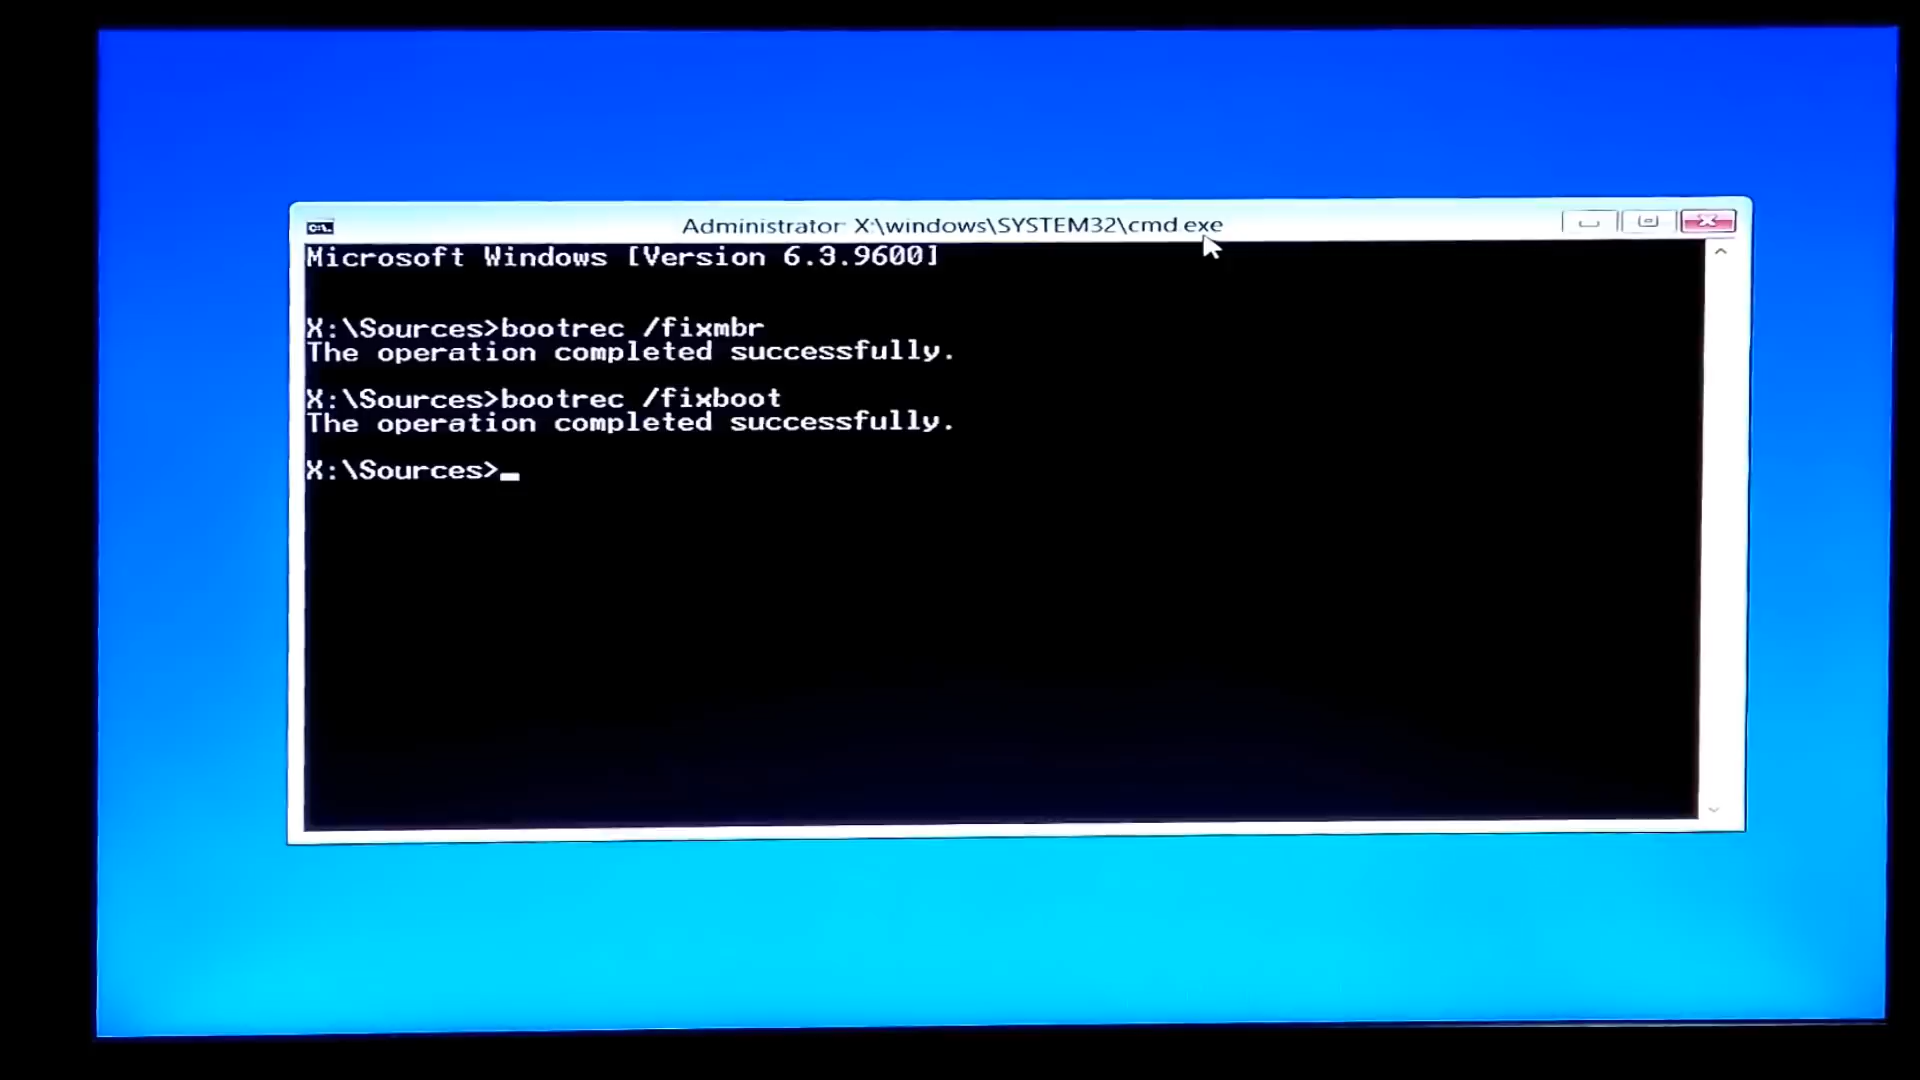 Administrator: X:\windows\SYSTEM32\cmd.exe
Microsoft Windows [Version 6.3.9600]
X:\Sources>bootrec /fixmbr
The operation completed successfully.
X:\Sources>bootrec /fixboot
The operation completed successfully.
X:\Sources>